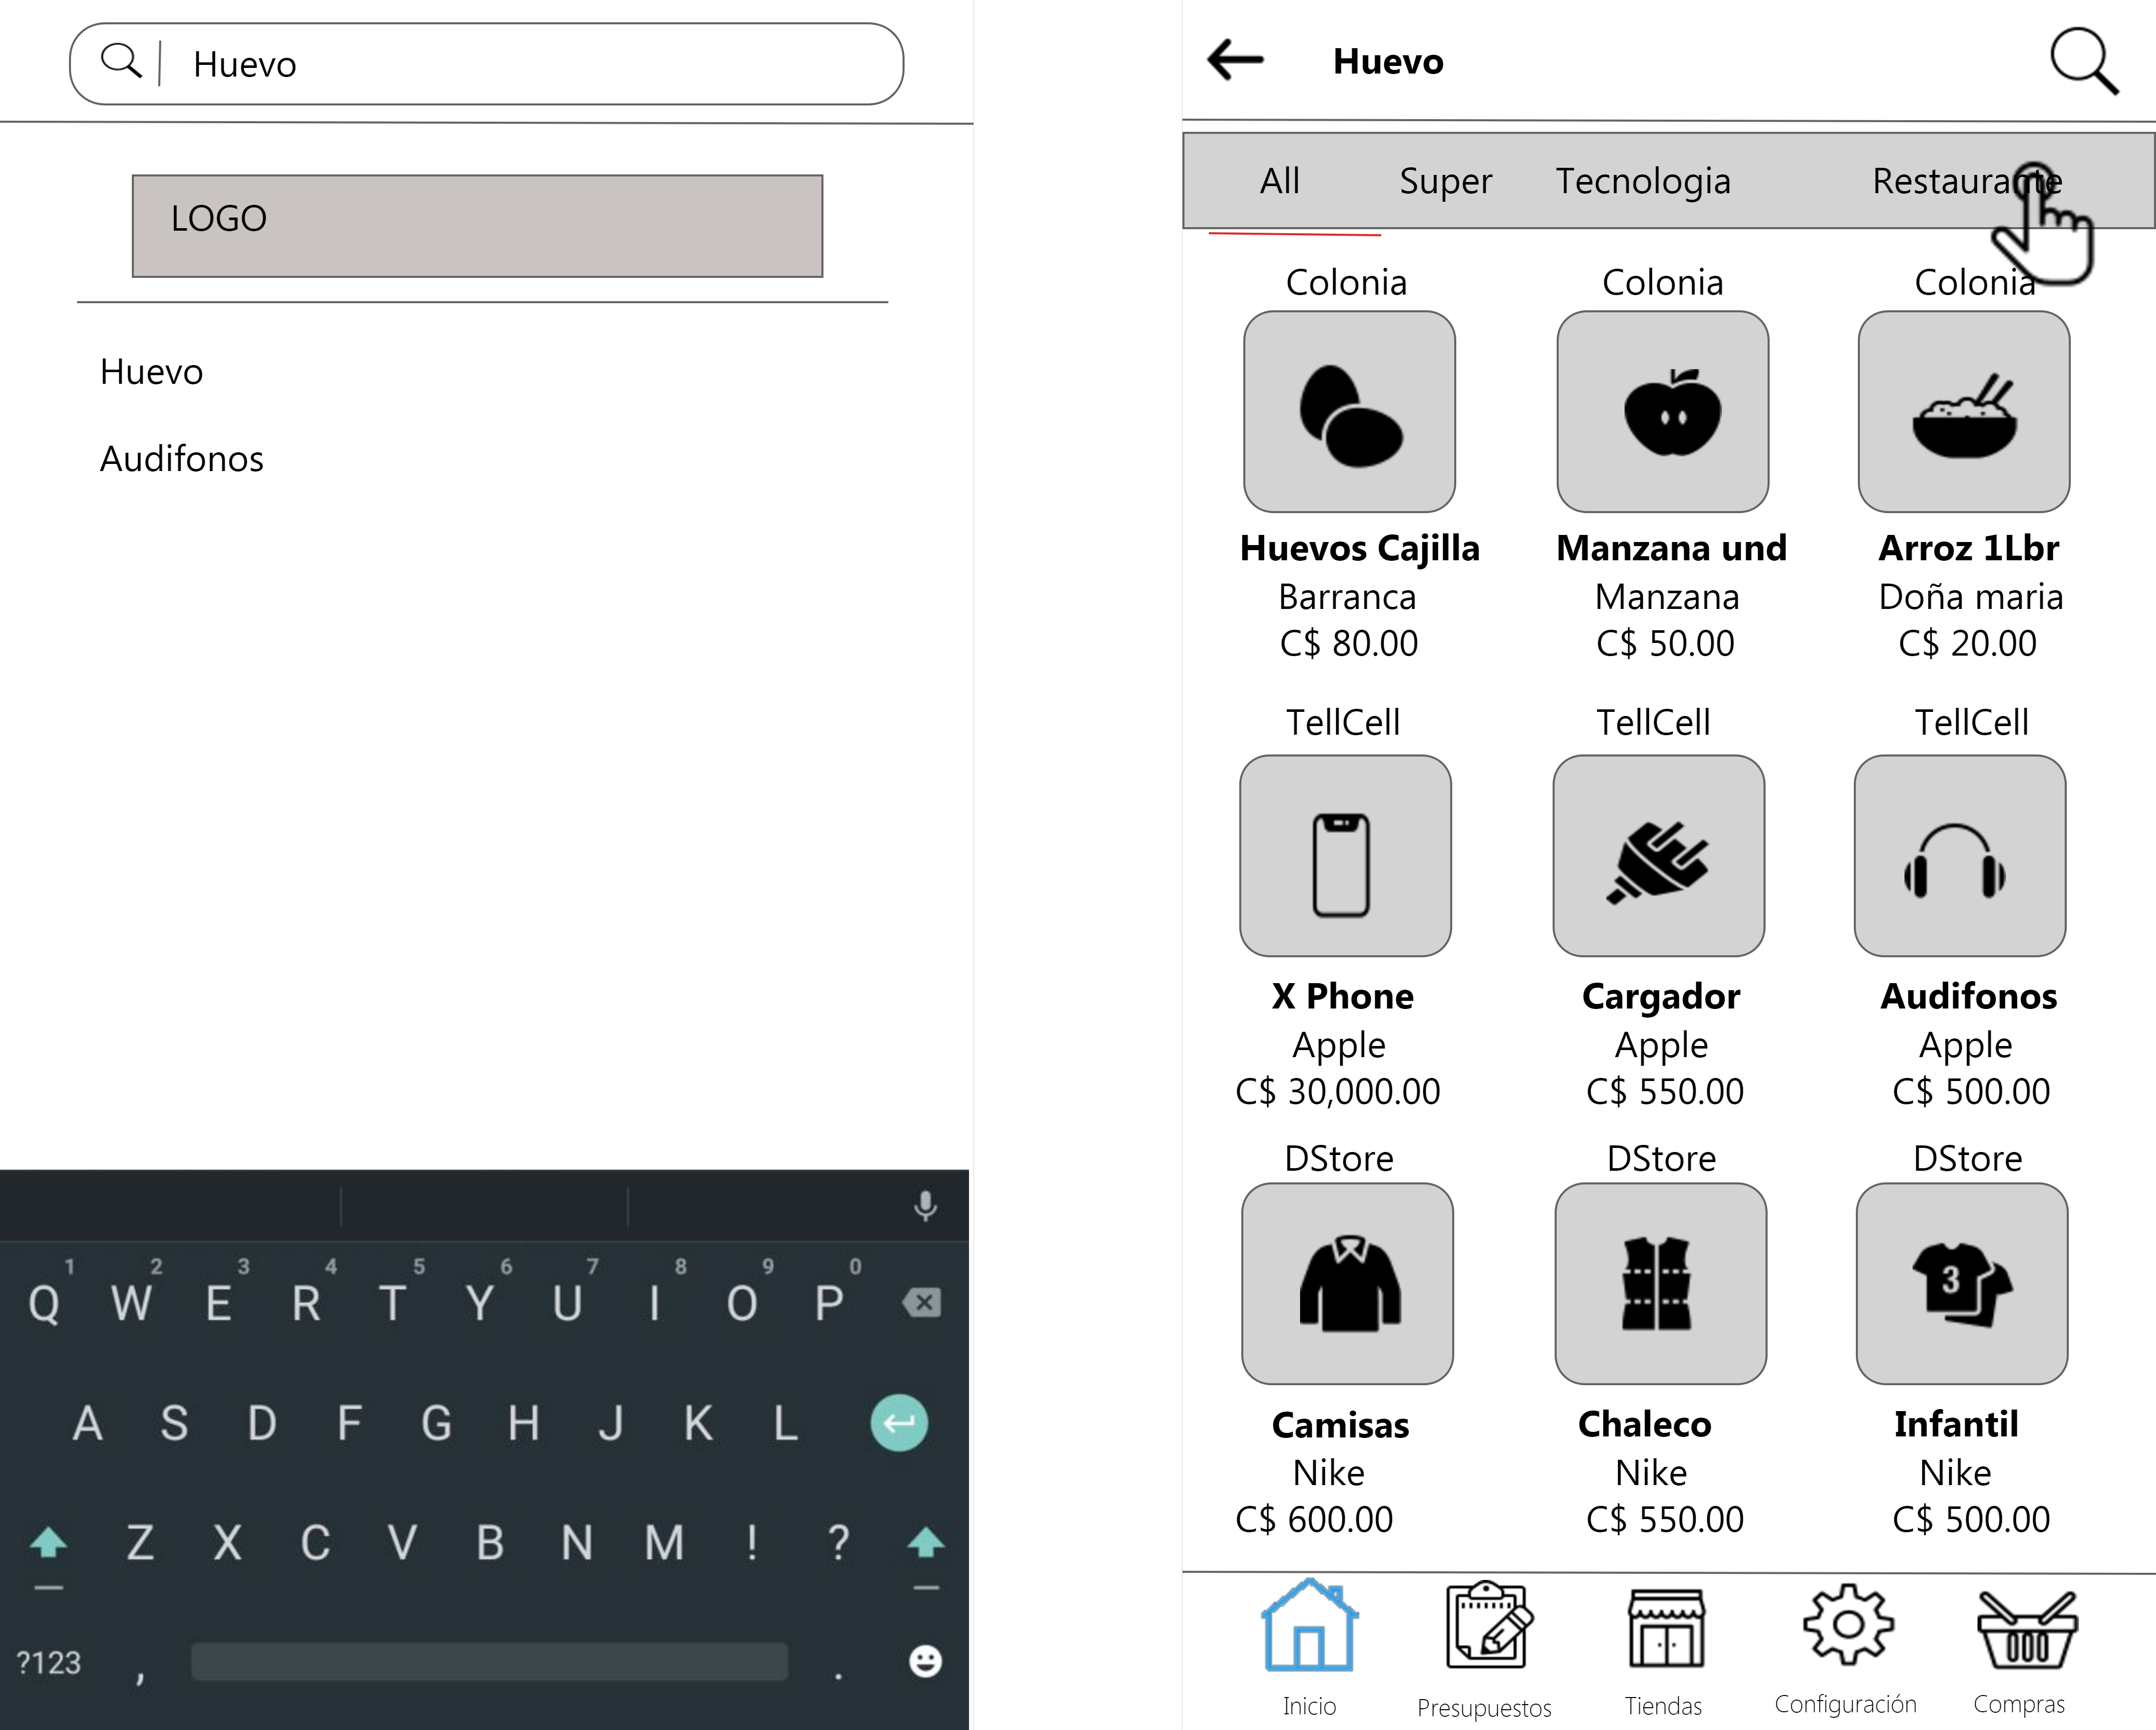 Huevo
LOGO
Huevo
Audifonos
1 2 3 4 5 6 7 8 9 0
Q W E R T Y U I O P
A S D F G H J K L
Z X C V B N M ! ?
?123 , .
Huevo
All Super Tecnologia Restaurante
Colonia Colonia Colonia
Huevos Cajilla Manzana und Arroz 1Lbr
Barranca Manzana Doña maria
C$ 80.00 C$ 50.00 C$ 20.00
TellCell TellCell TellCell
X Phone Cargador Audifonos
Apple Apple Apple
C$ 30,000.00 C$ 550.00 C$ 500.00
DStore DStore DStore
3
Camisas Chaleco Infantil
Nike Nike Nike
C$ 600.00 C$ 550.00 C$ 500.00
Inicio Presupuestos Tiendas Configuración Compras